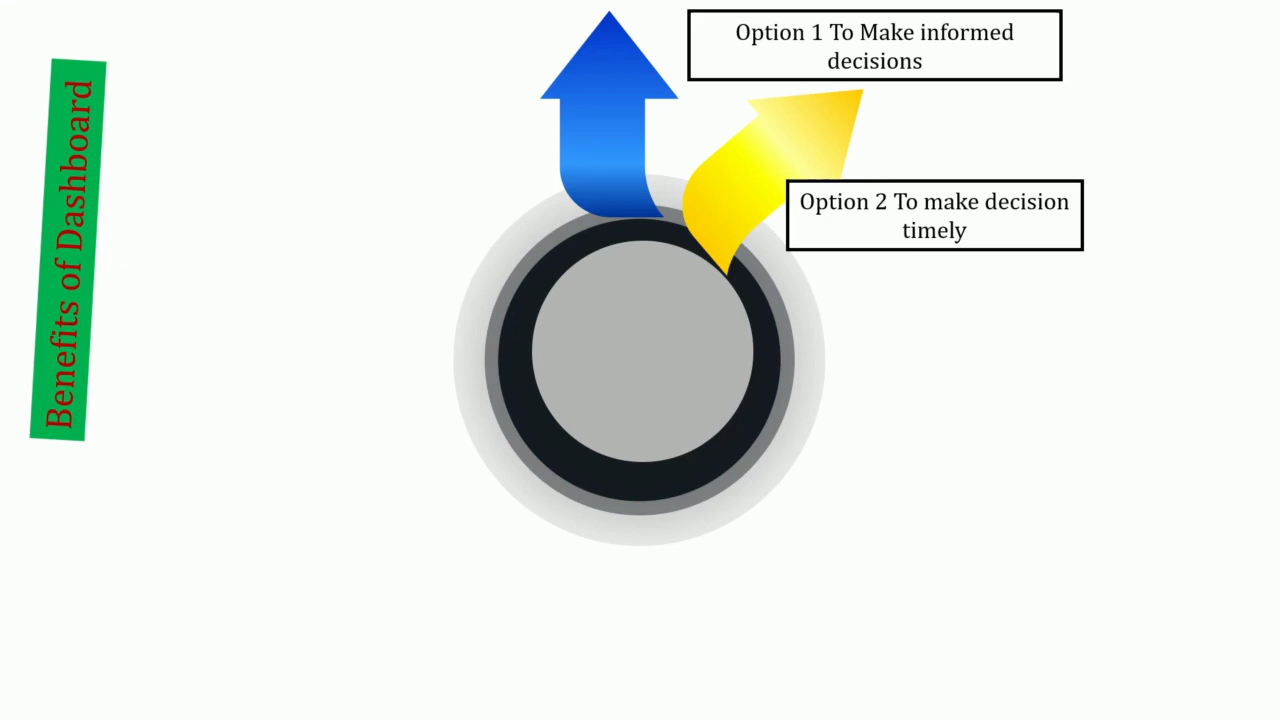 Benefits of Dashboard
Option 1 To Make informed
decisions
Option 2 To make decision
timely